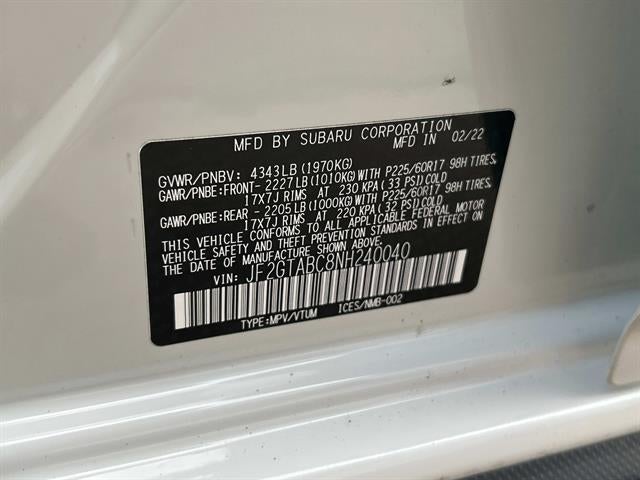 MFD BY SUBARU CORPORATION
MFD IN 02/22
GVWR/PNBV: 4343LB(1970KG)
GAWR/PNBE:FRONT-2227LB(1010KG)WITH P225/60R17 98H TIRES,
17X7J RIMS AT 230 KPA (33 PSI)COLD
GAWR/PNBE:REAR -2205LB(1000KG)WITH P225/60R17 98H TIRES,
17X7J RIMS AT 220 KPA (32 PSI)COLD
THIS VEHICLE CONFORMS TO ALL APPLICABLE FEDERAL MOTOR
VEHICLE SAFETY AND THEFT PREVENTION STANDARDS IN EFFECT
ON THE DATE OF MANUFACTURE SHOWN ABOVE.
VIN: JF2GTABC8NH240040
TYPE:MPV/VTUM ICES/NMB-002